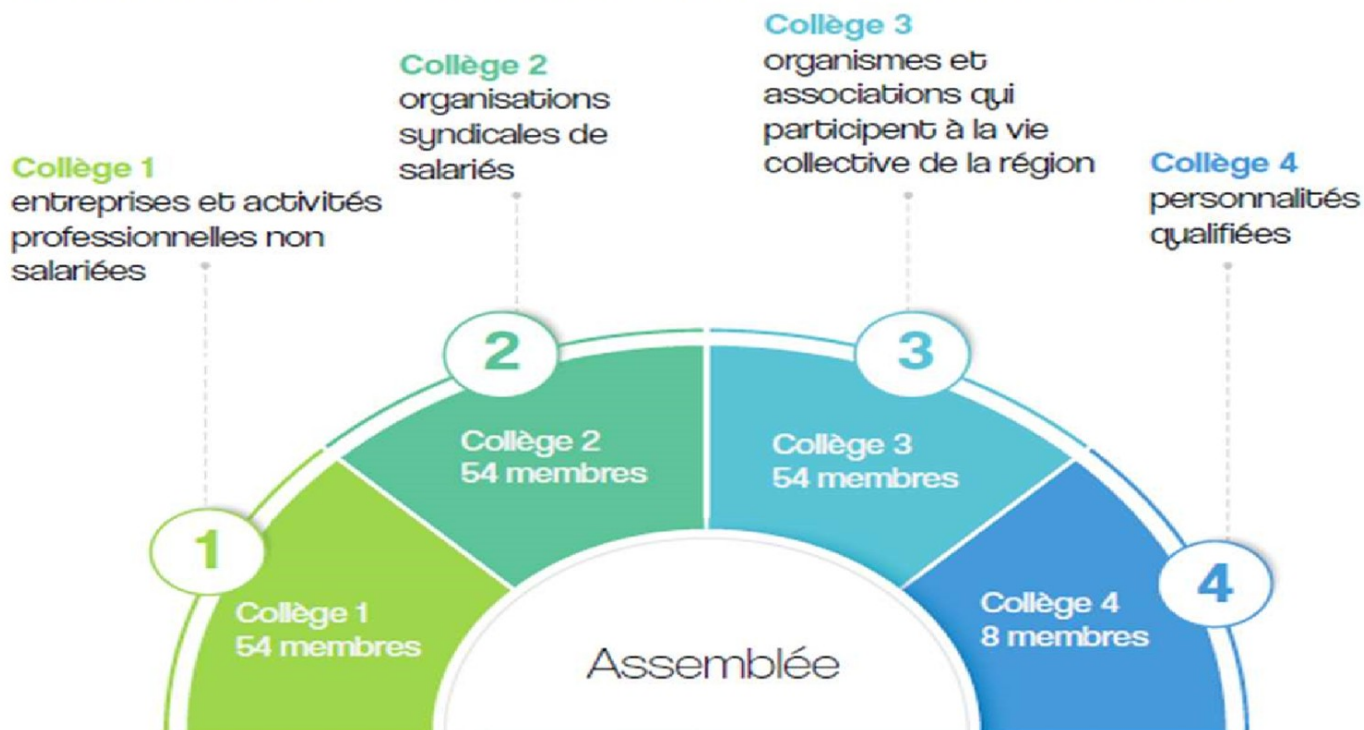 Collège 1
entreprises et activités
professionnelles non
salariées
Collège 2
organisations
syndicales de
salariés
Collège 3
organismes et
associations qui
participent à la vie
collective de la région
Collège 4
personnalités
qualifiées
1
2
3
4
Collège 1
54 membres
Collège 2
54 membres
Collège 3
54 membres
Collège 4
8 membres
Assemblée